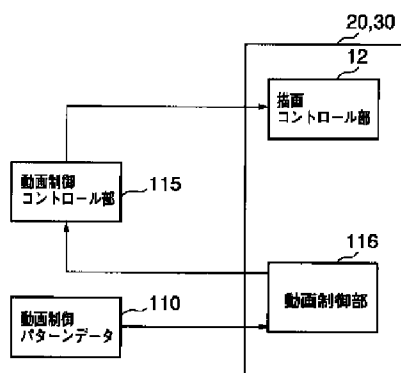 20,30
12
描画
コントロール部
動画制御
コントロール部
115
116
動画制御部
動画制御
パターンデータ
110